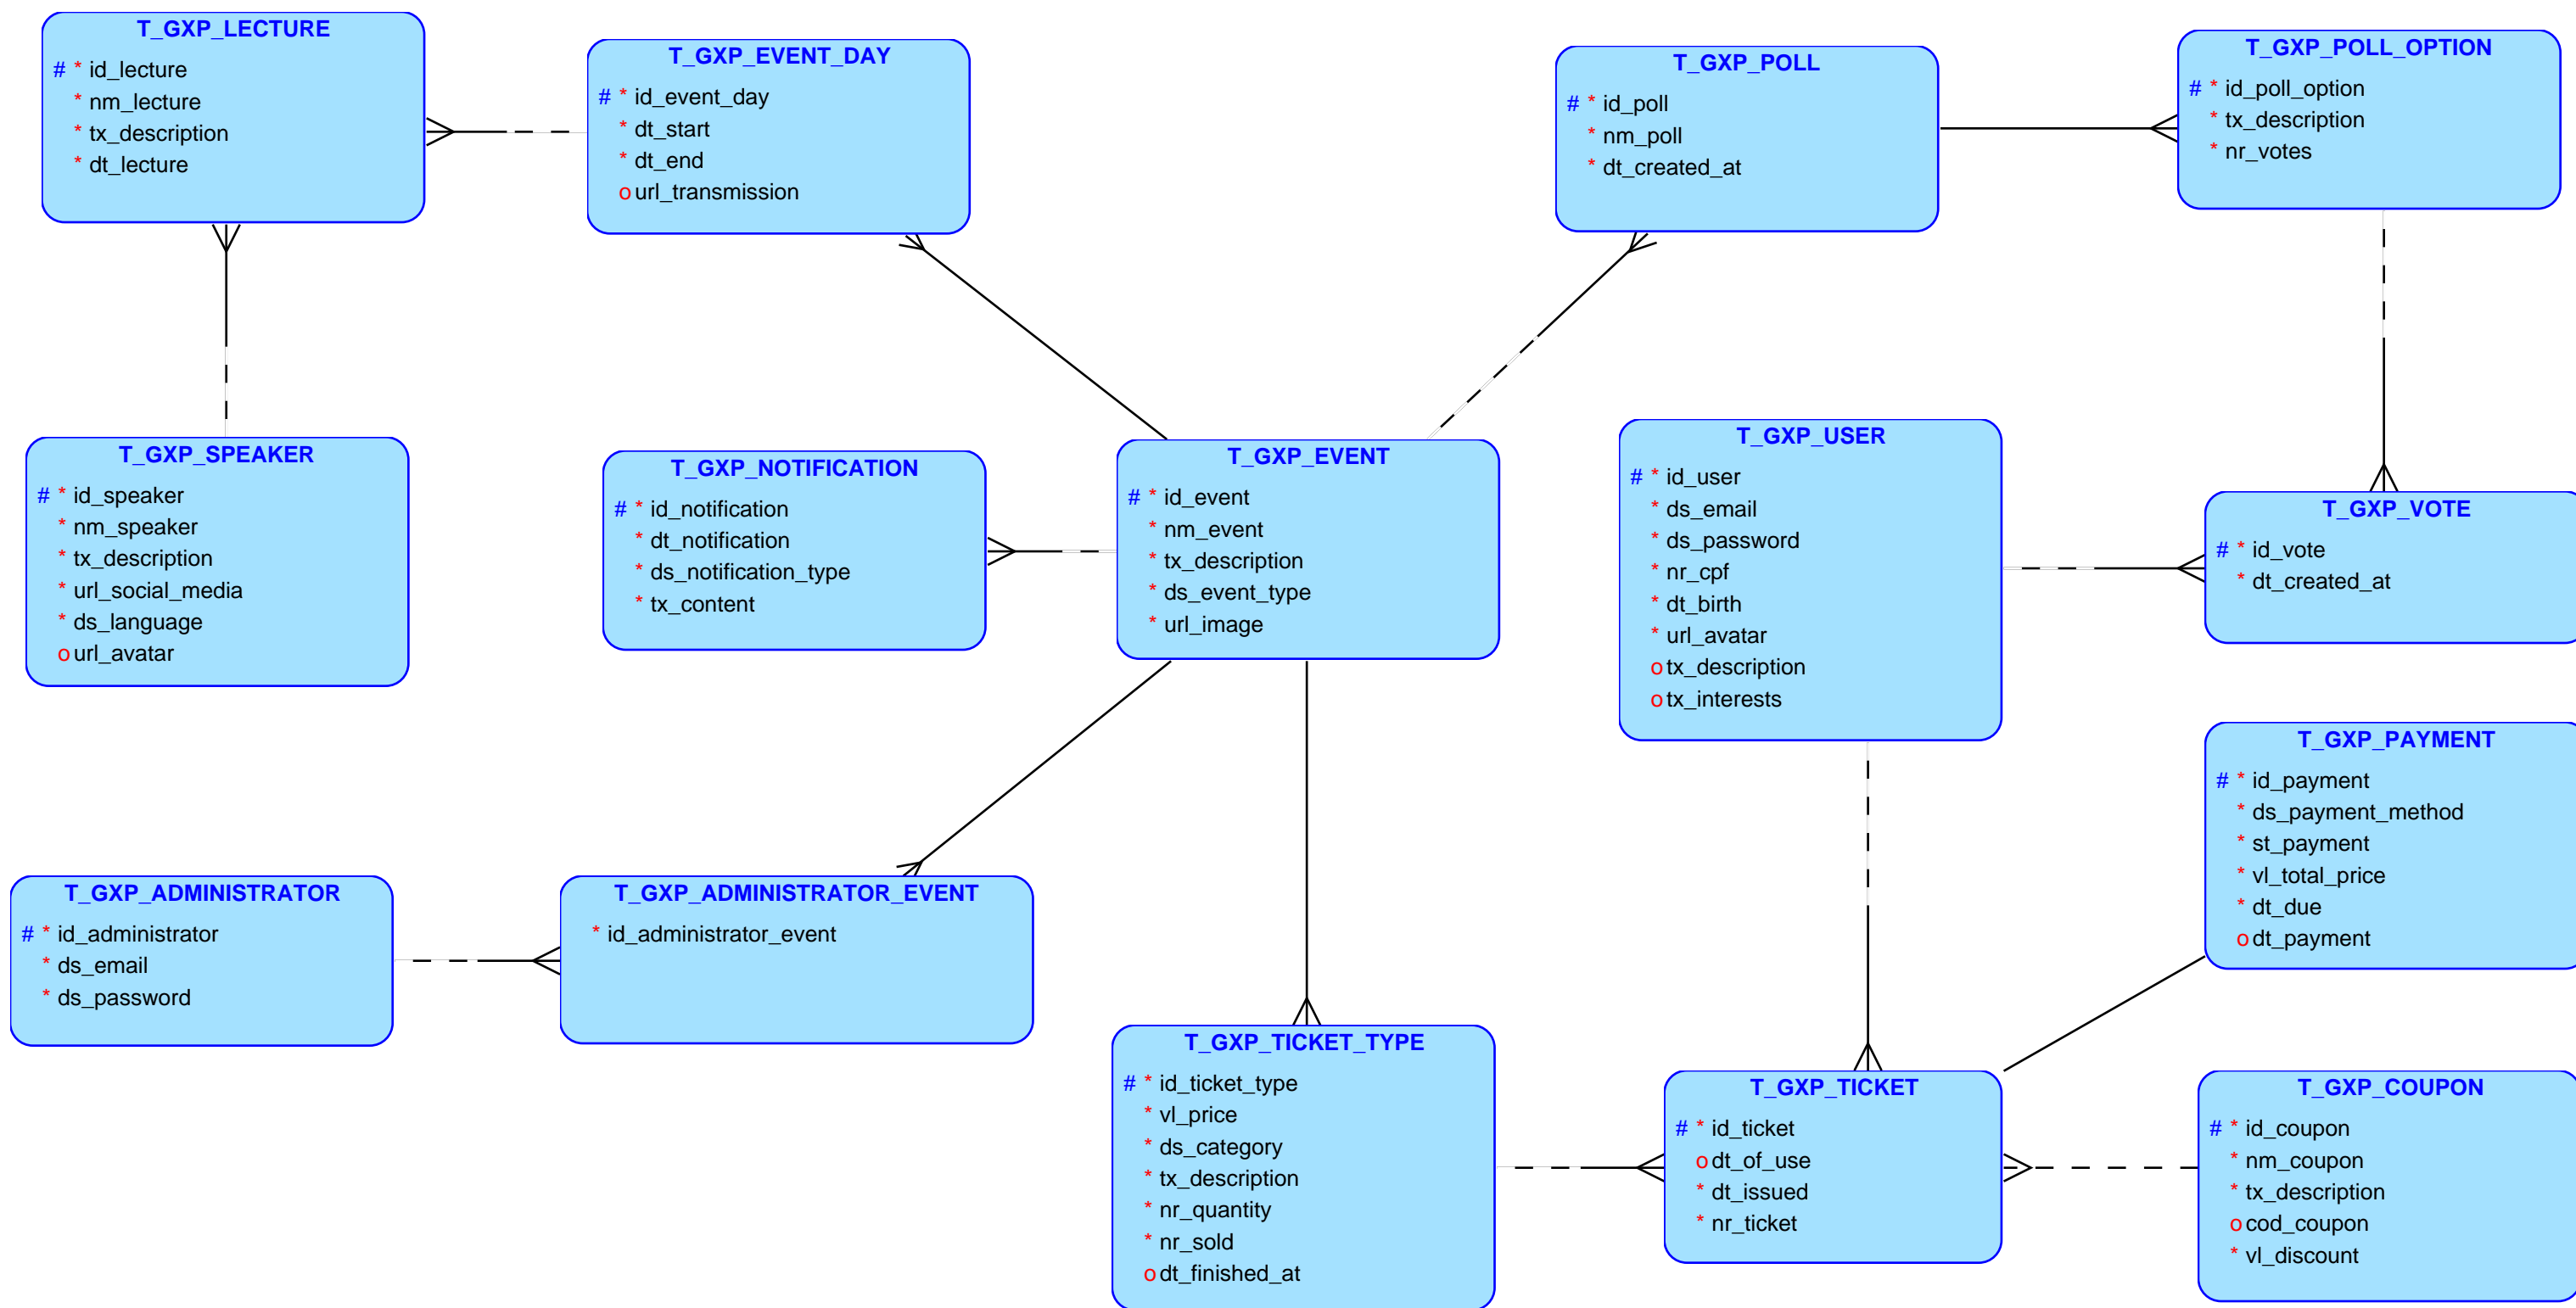 T_GXP_LECTURE
# * id_lecture
* nm_lecture
* tx_description
* dt_lecture
T_GXP_EVENT_DAY
# * id_event_day
* dt_start
* dt_end
o url_transmission
T_GXP_POLL
# * id_poll
* nm_poll
* dt_created_at
T_GXP_POLL_OPTION
# * id_poll_option
* tx_description
* nr_votes
T_GXP_SPEAKER
# * id_speaker
* nm_speaker
* tx_description
* url_social_media
* ds_language
o url_avatar
T_GXP_NOTIFICATION
# * id_notification
* dt_notification
* ds_notification_type
* tx_content
T_GXP_EVENT
# * id_event
* nm_event
* tx_description
* ds_event_type
* url_image
T_GXP_USER
# * id_user
* ds_email
* ds_password
* nr_cpf
* dt_birth
* url_avatar
o tx_description
o tx_interests
T_GXP_VOTE
# * id_vote
* dt_created_at
T_GXP_PAYMENT
# * id_payment
* ds_payment_method
* st_payment
* vl_total_price
* dt_due
o dt_payment
T_GXP_ADMINISTRATOR
# * id_administrator
* ds_email
* ds_password
T_GXP_ADMINISTRATOR_EVENT
* id_administrator_event
T_GXP_TICKET_TYPE
# * id_ticket_type
* vl_price
* ds_category
* tx_description
* nr_quantity
* nr_sold
o dt_finished_at
T_GXP_TICKET
# * id_ticket
o dt_of_use
* dt_issued
* nr_ticket
T_GXP_COUPON
# * id_coupon
* nm_coupon
* tx_description
o cod_coupon
* vl_discount